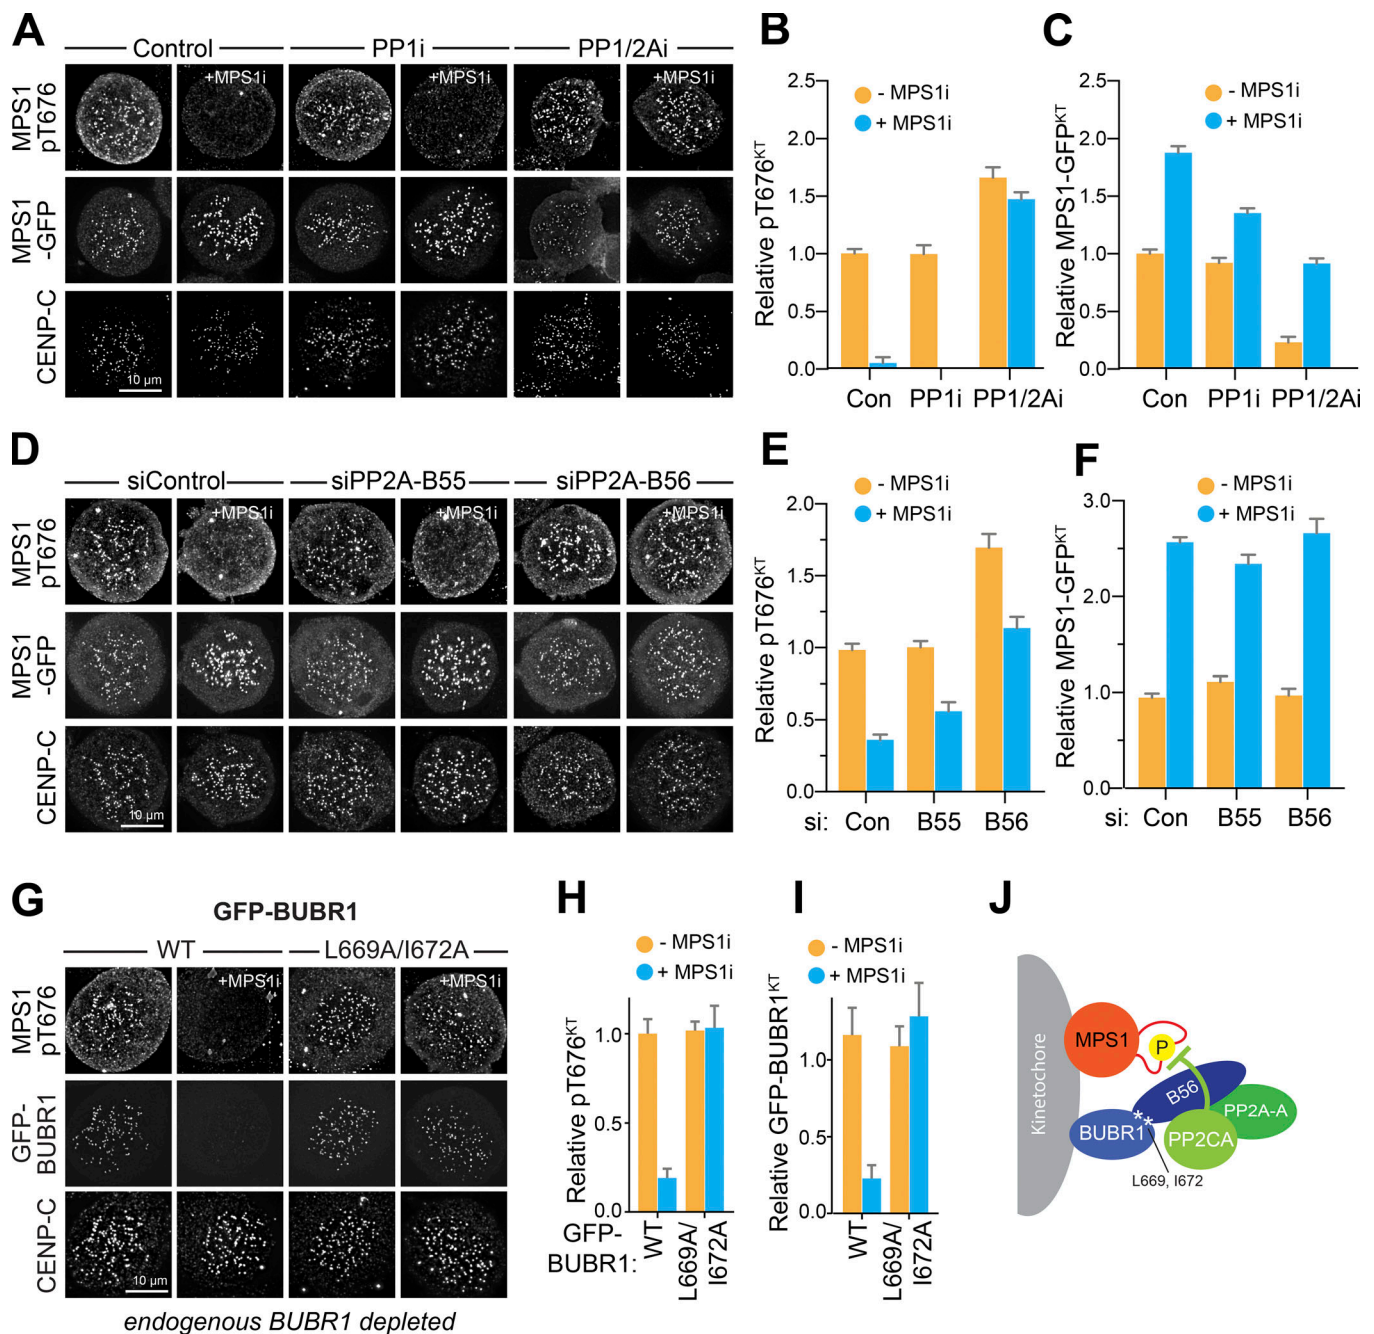 A
Control
PP1i
PP1/2Ai
+MPS1i
+MPS1i
+MPS1i
MPS1
pT676
MPS1
-GFP
CENP-C
10 µm
B
Relative pT676KT
2.5
2.0
1.5
1.0
0.5
0.0
- MPS1i
+ MPS1i
Con
PP1i
PP1/2Ai
C
Relative MPS1-GFPKT
2.5
2.0
1.5
1.0
0.5
0.0
- MPS1i
+ MPS1i
Con
PP1i
PP1/2Ai
D
siControl
siPP2A-B55
siPP2A-B56
+MPS1i
+MPS1i
+MPS1i
MPS1
pT676
MPS1
-GFP
CENP-C
10 µm
E
Relative pT676KT
2.0
1.5
1.0
0.5
0.0
- MPS1i
+ MPS1i
si:
Con
B55
B56
F
Relative MPS1-GFPKT
3.0
2.0
1.0
0.0
- MPS1i
+ MPS1i
si:
Con
B55
B56
G
GFP-BUBR1
WT
L669A/I672A
+MPS1i
+MPS1i
MPS1
pT676
GFP-
BUBR1
CENP-C
10 µm
endogenous BUBR1 depleted
H
- MPS1i
+ MPS1i
Relative pT676KT
1.0
0.5
0.0
GFP-
BUBR1:
WT
L669A/
I672A
I
- MPS1i
+ MPS1i
Relative GFP-BUBR1KT
1.0
0.5
0.0
WT
L669A/
I672A
J
Kinetochore
MPS1
P
B56
PP2A-A
BUBR1
**
PP2CA
L669, I672